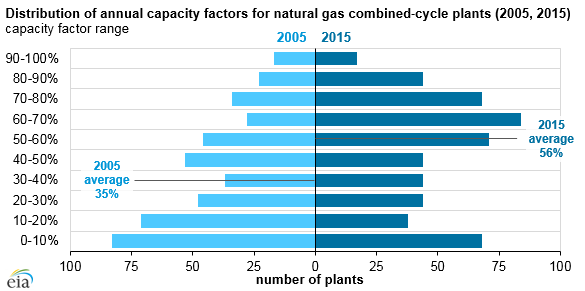 Distribution of annual capacity factors for natural gas combined-cycle plants (2005, 2015)
capacity factor range
2005 2015
90-100%
80-90%
70-80%
60-70%
50-60%
40-50%
30-40%
20-30%
10-20%
0-10%
2015
average
56%
2005
average
35%
100 75 50 25 0 25 50 75 100
number of plants
eia